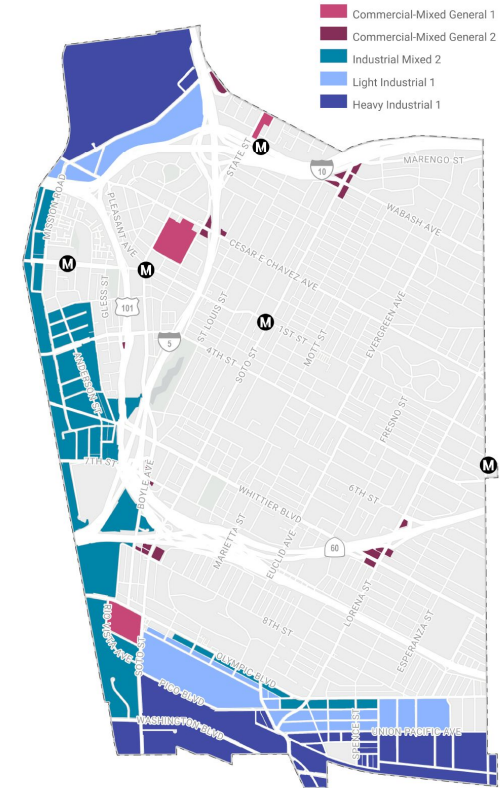 Commercial-Mixed General 1
Commercial-Mixed General 2
Industrial Mixed 2
Light Industrial 1
Heavy Industrial 1
STATE ST
M
10
MARENGO ST
MISSION ROAD
PLEASANT AVE
WABASH AVE
CESAR E CHAVEZ AVE
M
M
GLESS ST
101
ST LOUIS ST
M
1ST ST
MOTT ST
EVERGREEN AVE
5
4TH ST
SOTO ST
ANDERSON ST
FRESNO ST
7TH ST
BOYLE AVE
M
WHITTIER BLVD
6TH ST
MARIETTA ST
EUCLID AVE
60
LORENA ST
ESPERANZA ST
8TH ST
RIO VISTA AVE
SOTO ST
OLYMPIC BLVD
PICO BLVD
WASHINGTON BLVD
SPENCE ST
UNION PACIFIC AVE